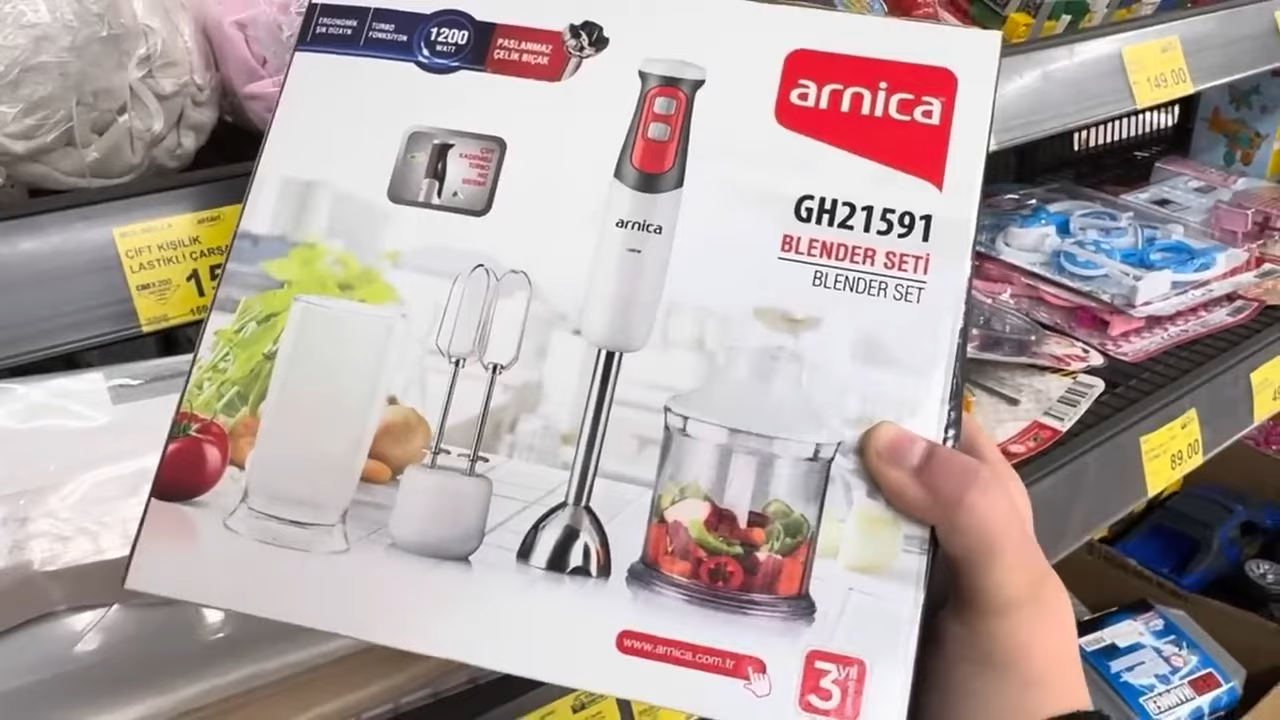 ERGONOMİK
ŞIK DİZAYN
TURBO
FONKSİYON
1200
WATT
PASLANMAZ
ÇELİK BIÇAK
arnica
GH21591
BLENDER SETİ
BLENDER SET
ÇİFT
KADEMELİ
TURBO
HIZ
SİSTEMİ
arnica
www.arnica.com.tr
3 yıl
ÇİFT KİŞİLİK
LASTİKLİ ÇARŞA
149.00
89.00
HAMMER